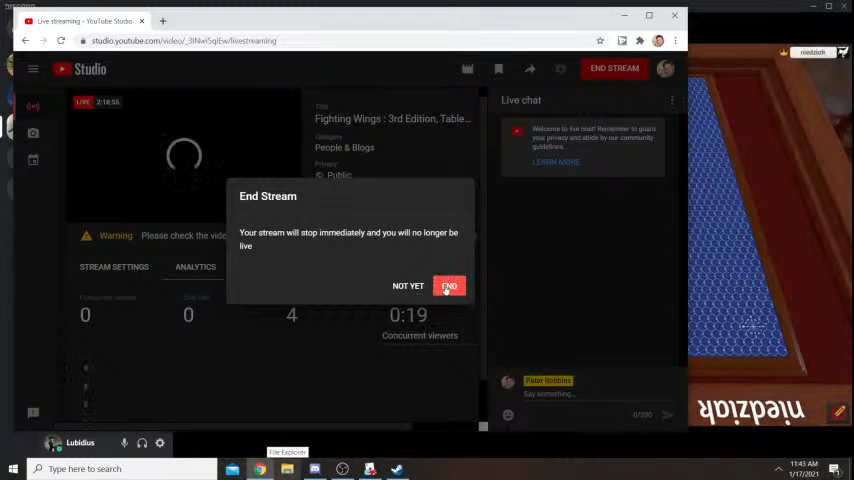 Live streaming - YouTube Studio
studio.youtube.com/video/_3INwi5qiEw/livestreaming
niedziak
Studio
END STREAM
LIVE 2:18:55
Title
Fighting Wings : 3rd Edition, Table...
Category
People & Blogs
Privacy
Public
Live chat
Welcome to live chat! Remember to guard
your privacy and abide by our community
guidelines.
LEARN MORE
End Stream
Your stream will stop immediately and you will no longer be
live
NOT YET
END
Warning
Please check the vide
STREAM SETTINGS
ANALYTICS
Concurrent viewers
0
0
4
0:19
Concurrent viewers
Peter Robbins
Say something...
0/200
niedziak
Lubidius
File Explorer
Type here to search
11:43 AM
1/17/2021